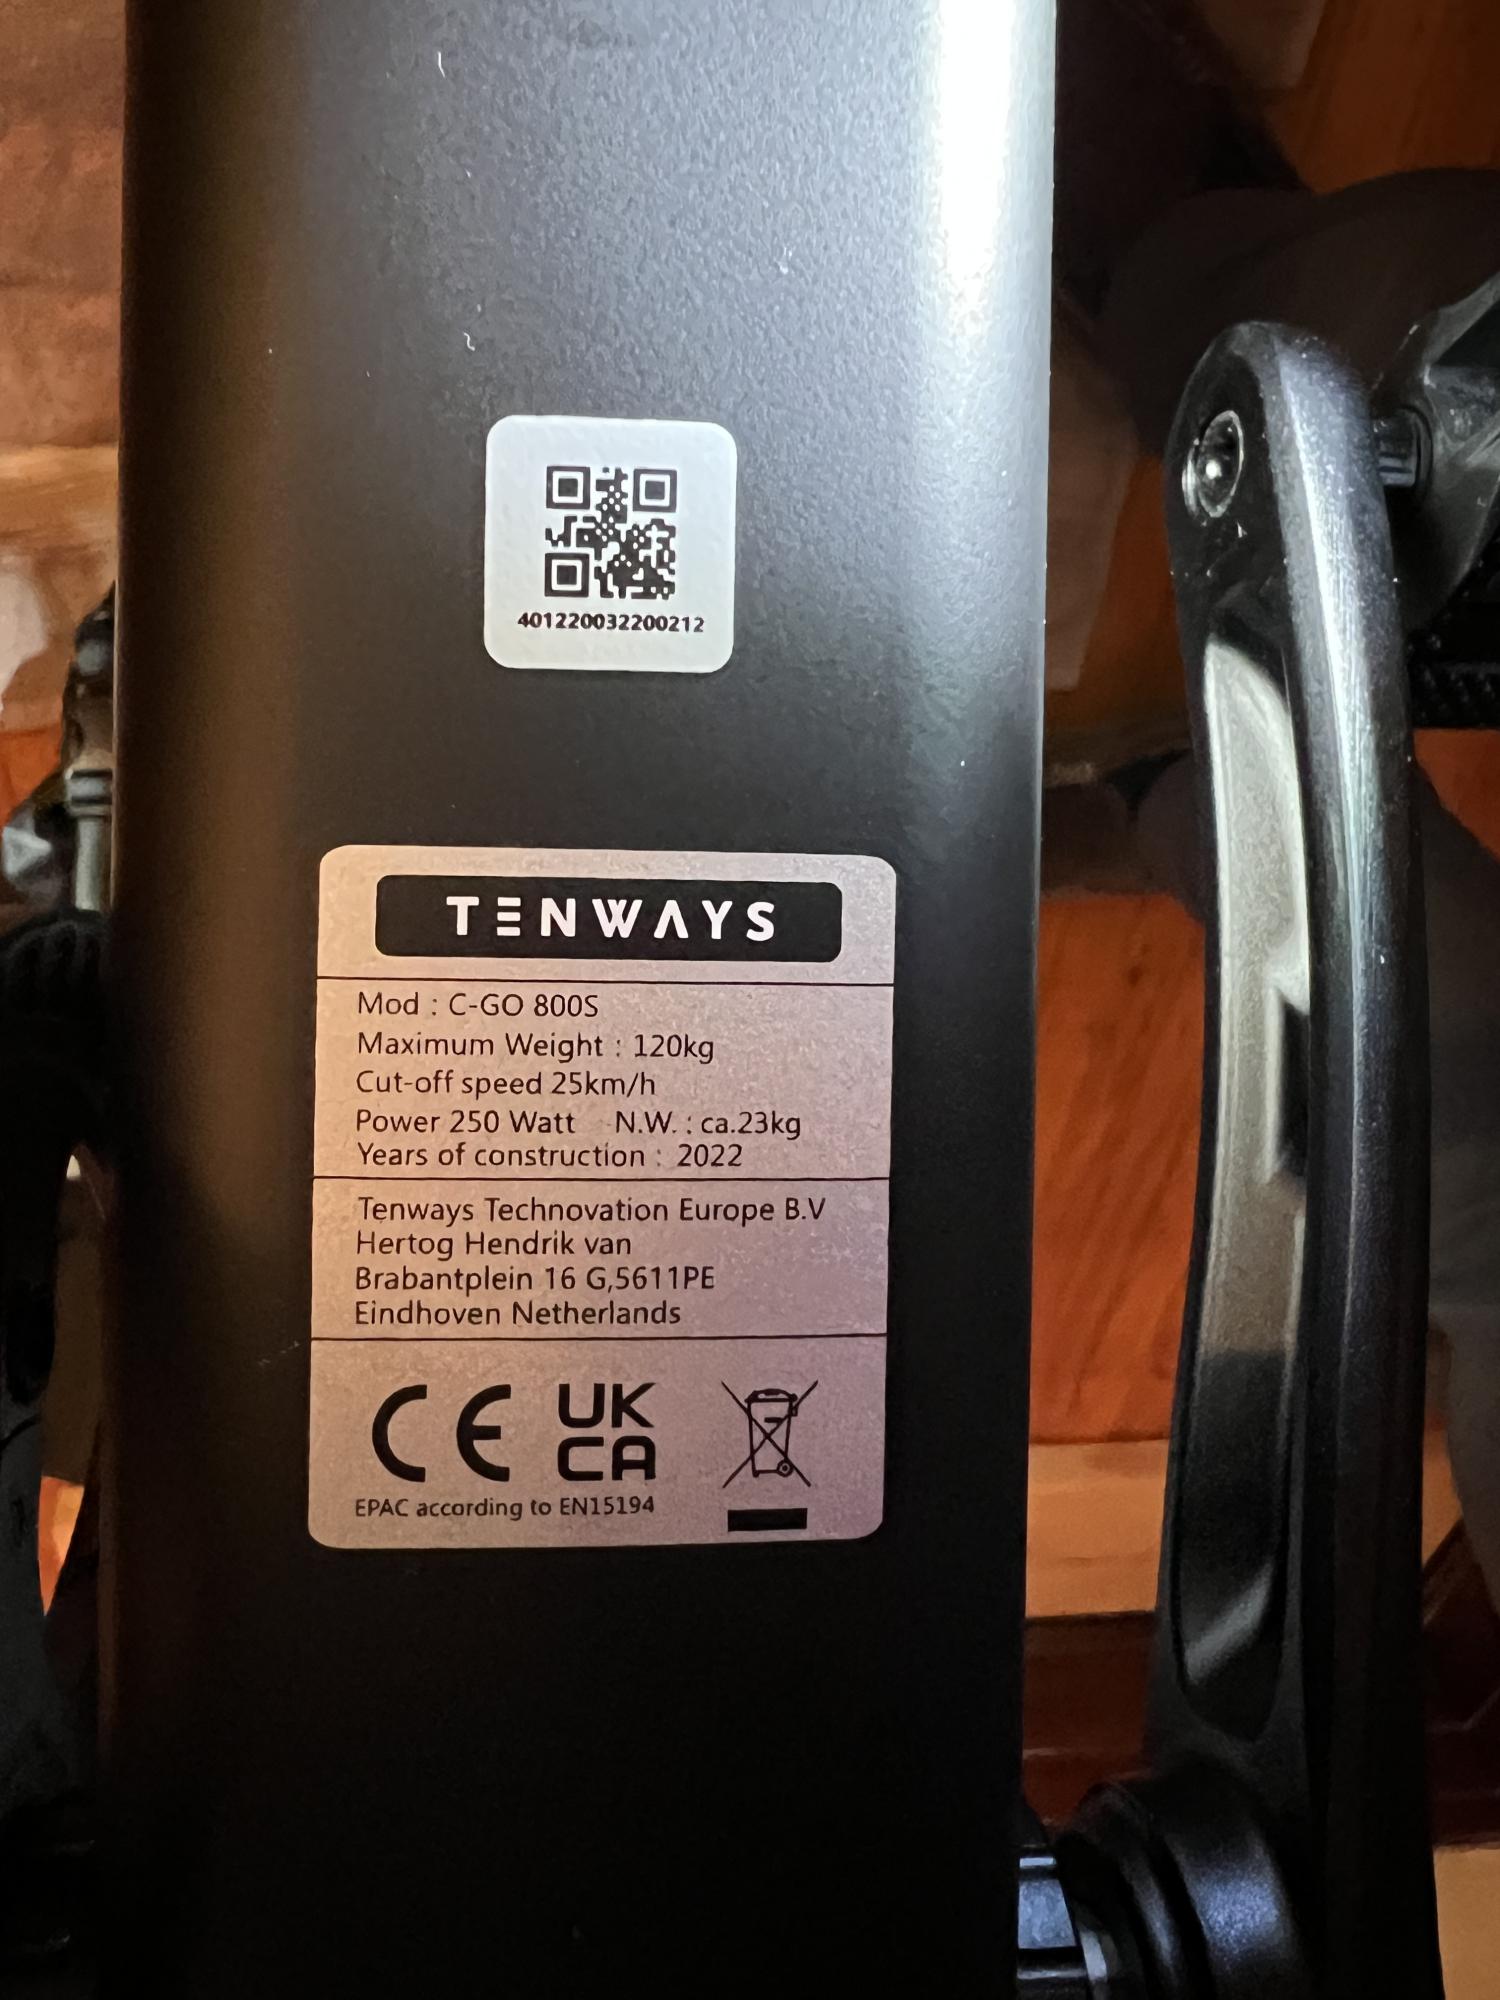 401220032200212
TENWAYS
Mod : C-GO 800S
Maximum Weight : 120kg
Cut-off speed 25km/h
Power 250 Watt N.W. : ca.23kg
Years of construction : 2022
Tenways Technovation Europe B.V
Hertog Hendrik van
Brabantplein 16 G,5611PE
Eindhoven Netherlands
CE UK
CA
EPAC according to EN15194